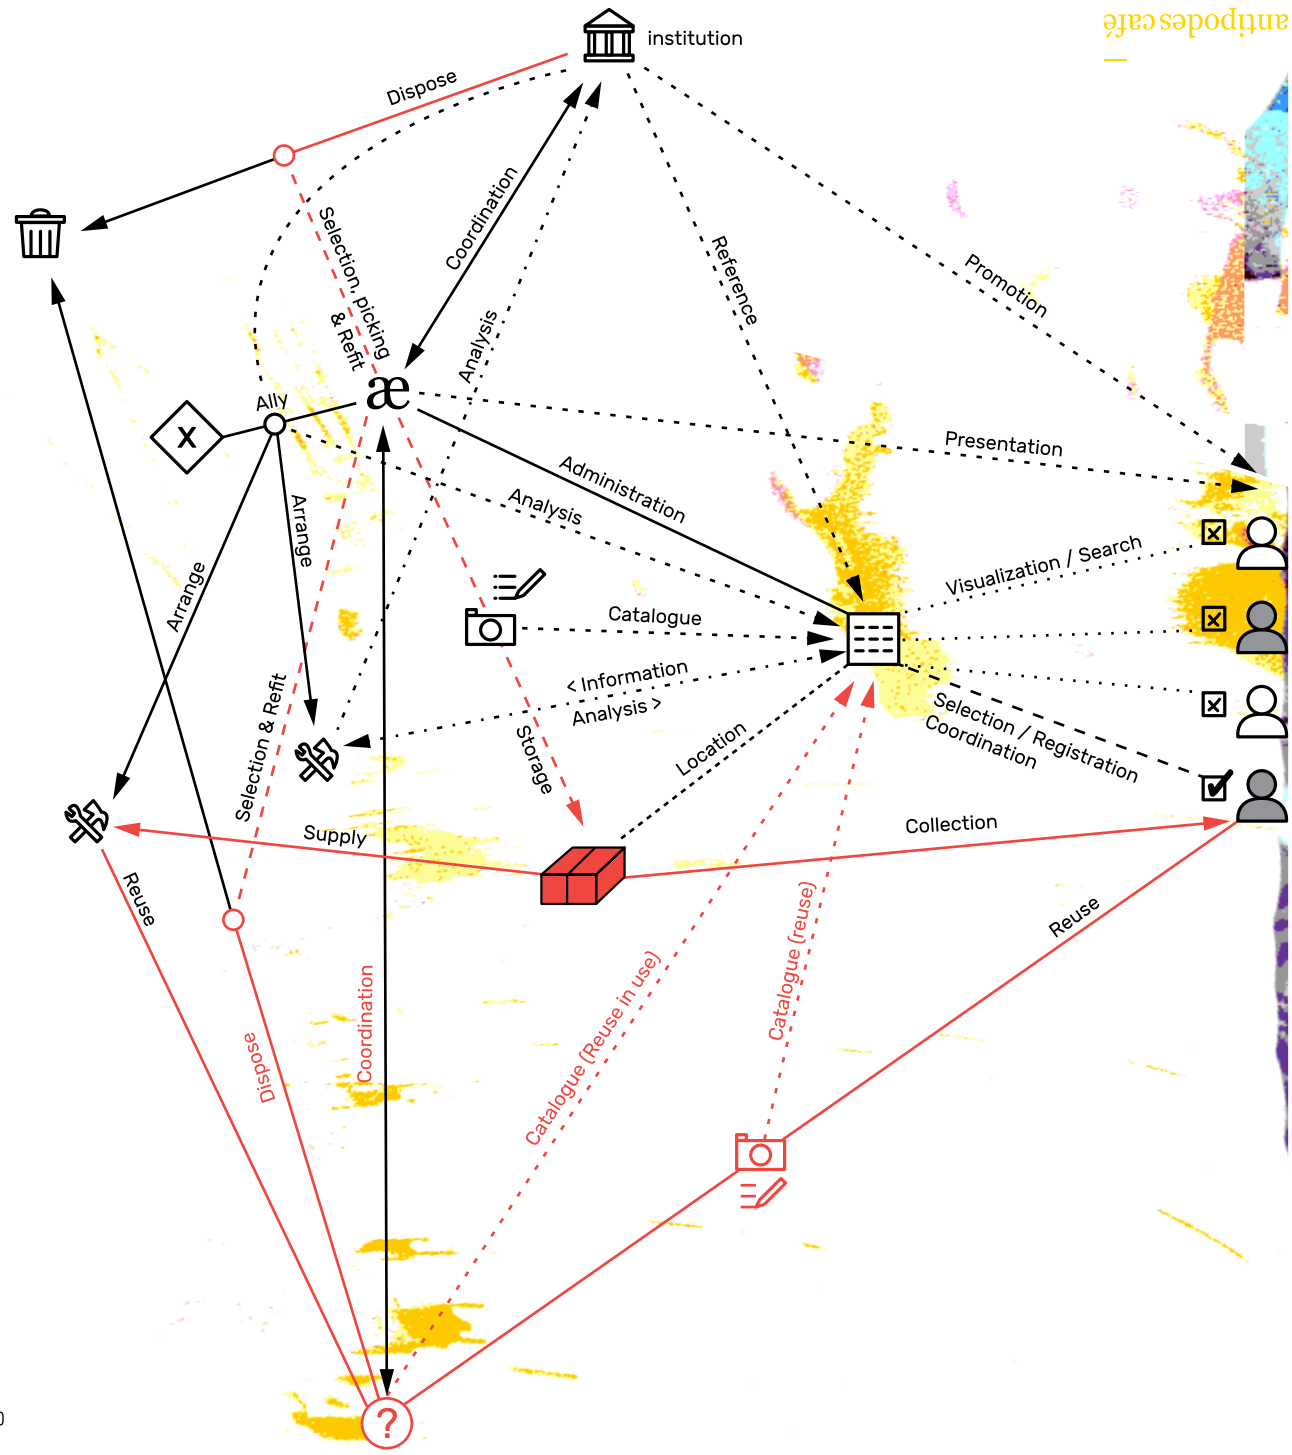 antipodes café
institution
Dispose
Coordination
Selection, picking
& Refit
Analysis
Reference
Promotion
æ
Ally
x
Presentation
Administration
Analysis
Arrange
Arrange
Visualization / Search
Catalogue
< Information
Analysis >
Selection / Registration
Coordination
Location
Storage
Selection & Refit
Supply
Collection
Reuse
Reuse
Coordination
Dispose
Catalogue (Reuse in use)
Catalogue (reuse)
?